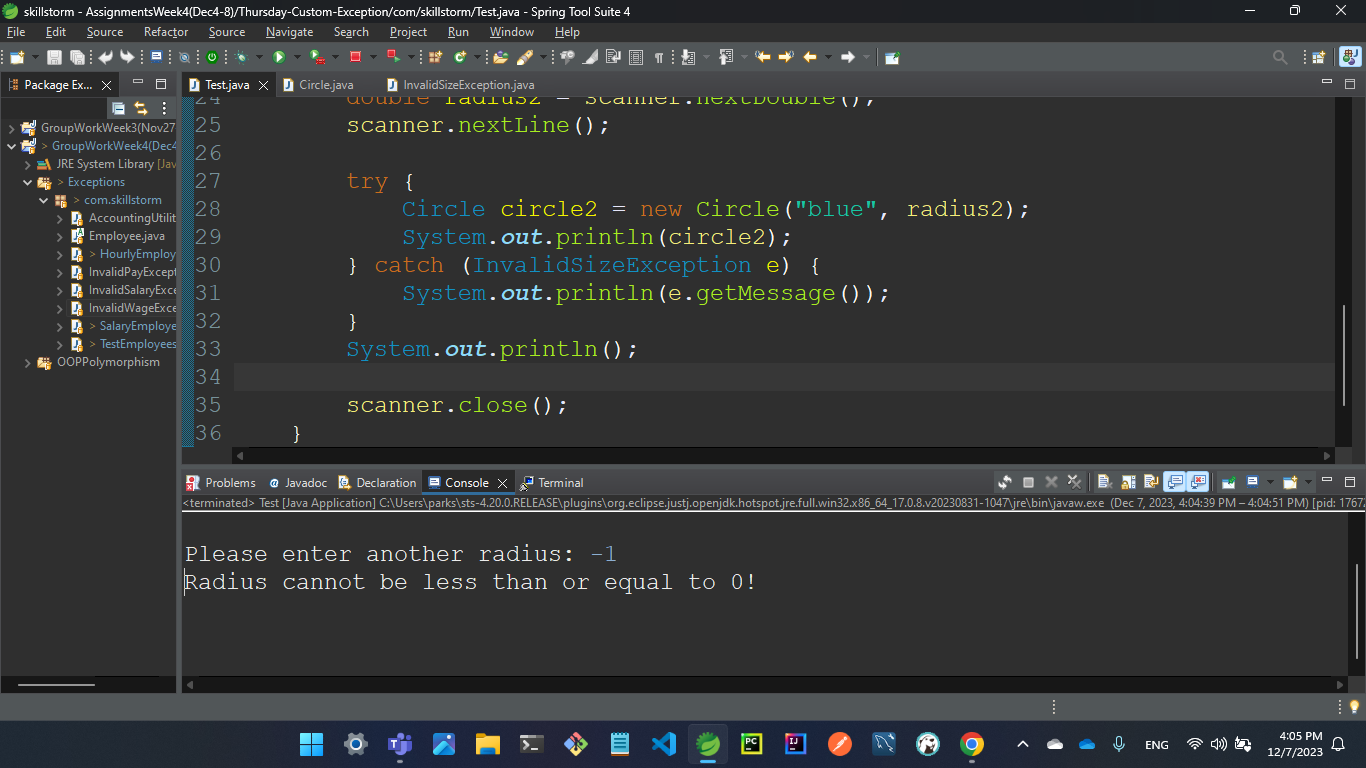 skillstorm - AssignmentsWeek4(Dec4-8)/Thursday-Custom-Exception/com/skillstorm/Test.java - Spring Tool Suite 4
File Edit Source Refactor Source Navigate Search Project Run Window Help
Package Ex...
Test.java Circle.java InvalidSizeException.java
GroupWorkWeek3(Nov27
> GroupWorkWeek4(Dec4
JRE System Library [Jav
> Exceptions
> com.skillstorm
AccountingUtilit
Employee.java
> HourlyEmploy
InvalidPayExcept
InvalidSalaryExce
InvalidWageExce
> SalaryEmploye
> TestEmployees
OOPPolymorphism
24 double radius2 = scanner.nextDouble();
25 scanner.nextLine();
26
27 try {
28 Circle circle2 = new Circle("blue", radius2);
29 System.out.println(circle2);
30 } catch (InvalidSizeException e) {
31 System.out.println(e.getMessage());
32 }
33 System.out.println();
34
35 scanner.close();
36 }
Problems Javadoc Declaration Console Terminal
<terminated> Test [Java Application] C:\Users\parks\sts-4.20.0.RELEASE\plugins\org.eclipse.justj.openjdk.hotspot.jre.full.win32.x86_64_17.0.8.v20230831-1047\jre\bin\javaw.exe (Dec 7, 2023, 4:04:39 PM – 4:04:51 PM) [pid: 1767
Please enter another radius: -1
Radius cannot be less than or equal to 0!
ENG
4:05 PM
12/7/2023